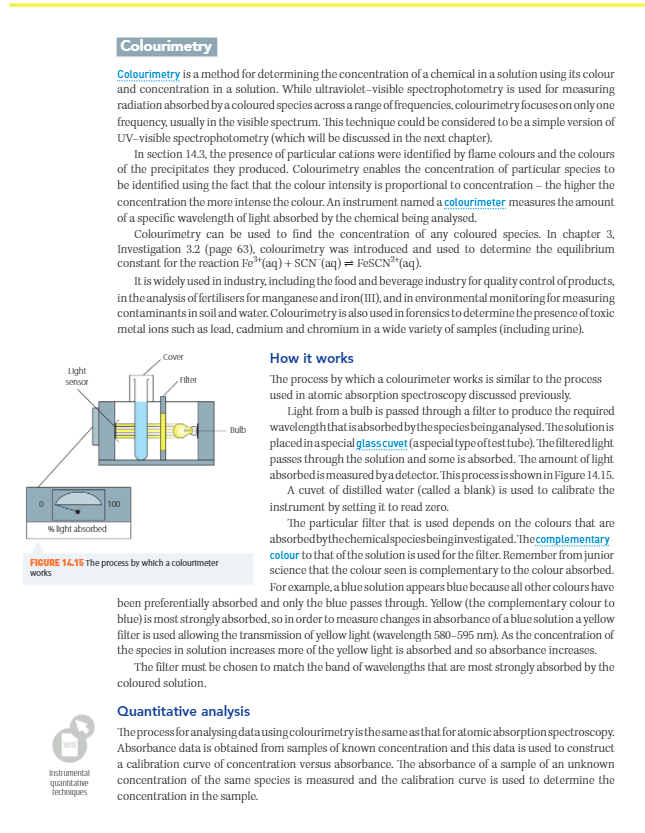 Colourimetry
Colourimetry is a method for determining the concentration of a chemical in a solution using its colour
and concentration in a solution. While ultraviolet–visible spectrophotometry is used for measuring
radiation absorbed by a coloured species across a range of frequencies, colourimetry focuses on only one
frequency, usually in the visible spectrum. This technique could be considered to be a simple version of
UV–visible spectrophotometry (which will be discussed in the next chapter).
In section 14.3, the presence of particular cations were identified by flame colours and the colours
of the precipitates they produced. Colourimetry enables the concentration of particular species to
be identified using the fact that the colour intensity is proportional to concentration – the higher the
concentration the more intense the colour. An instrument named a colourimeter measures the amount
of a specific wavelength of light absorbed by the chemical being analysed.
Colourimetry can be used to find the concentration of any coloured species. In chapter 3,
Investigation 3.2 (page 63), colourimetry was introduced and used to determine the equilibrium
constant for the reaction Fe³⁺(aq) + SCN⁻(aq) ⇌ FeSCN²⁺(aq).
It is widely used in industry, including the food and beverage industry for quality control of products,
in the analysis of fertilisers for manganese and iron(III), and in environmental monitoring for measuring
contaminants in soil and water. Colourimetry is also used in forensics to determine the presence of toxic
metal ions such as lead, cadmium and chromium in a wide variety of samples (including urine).
Cover
Light
sensor
Filter
Bulb
0
100
% light absorbed
FIGURE 14.15 The process by which a colourimeter
works
How it works
The process by which a colourimeter works is similar to the process
used in atomic absorption spectroscopy discussed previously.
Light from a bulb is passed through a filter to produce the required
wavelength that is absorbed by the species being analysed. The solution is
placed in a special glass cuvet (a special type of test tube). The filtered light
passes through the solution and some is absorbed. The amount of light
absorbed is measured by a detector. This process is shown in Figure 14.15.
A cuvet of distilled water (called a blank) is used to calibrate the
instrument by setting it to read zero.
The particular filter that is used depends on the colours that are
absorbed by the chemical species being investigated. The complementary
colour to that of the solution is used for the filter. Remember from junior
science that the colour seen is complementary to the colour absorbed.
For example, a blue solution appears blue because all other colours have
been preferentially absorbed and only the blue passes through. Yellow (the complementary colour to
blue) is most strongly absorbed, so in order to measure changes in absorbance of a blue solution a yellow
filter is used allowing the transmission of yellow light (wavelength 580–595 nm). As the concentration of
the species in solution increases more of the yellow light is absorbed and so absorbance increases.
The filter must be chosen to match the band of wavelengths that are most strongly absorbed by the
coloured solution.
Quantitative analysis
The process for analysing data using colourimetry is the same as that for atomic absorption spectroscopy.
Absorbance data is obtained from samples of known concentration and this data is used to construct
a calibration curve of concentration versus absorbance. The absorbance of a sample of an unknown
concentration of the same species is measured and the calibration curve is used to determine the
concentration in the sample.
WS
Instrumental
quantitative
techniques